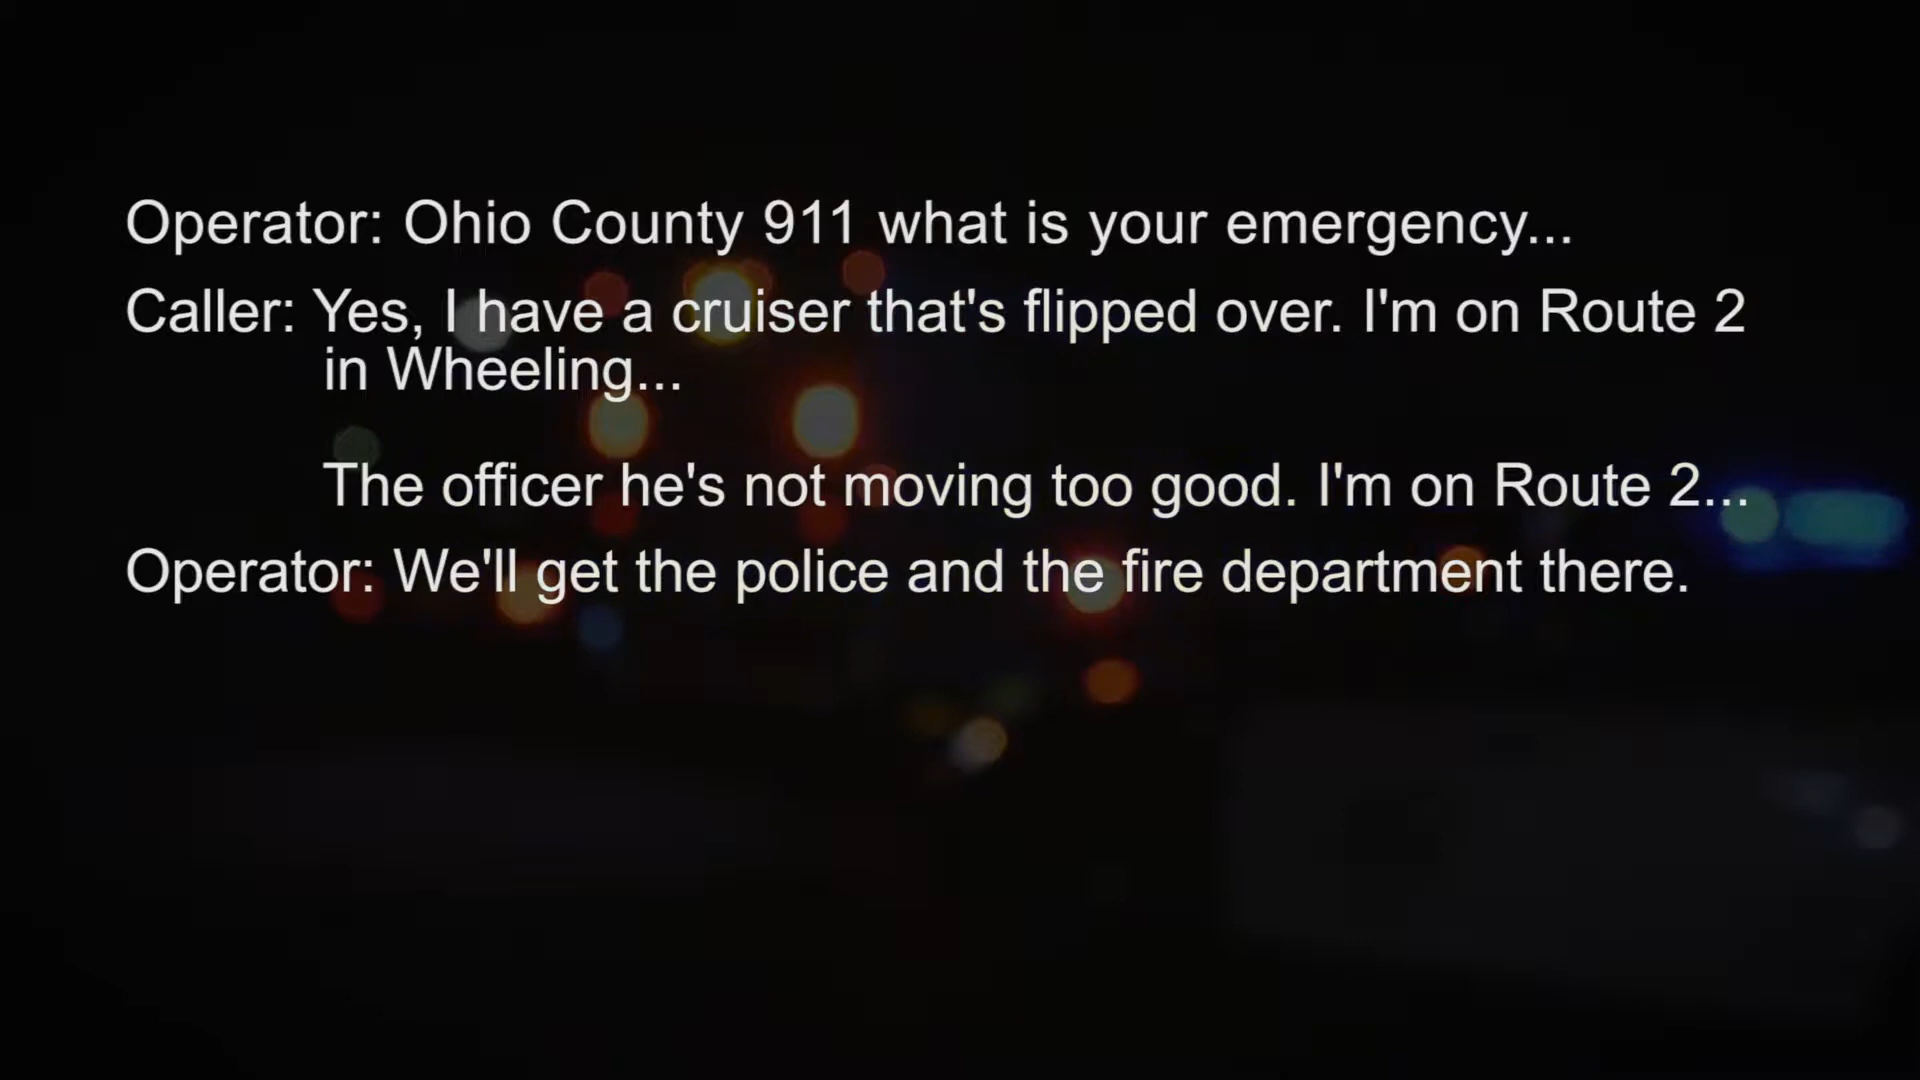 Operator: Ohio County 911 what is your emergency...
Caller: Yes, I have a cruiser that's flipped over. I'm on Route 2
in Wheeling...
The officer he's not moving too good. I'm on Route 2...
Operator: We'll get the police and the fire department there.